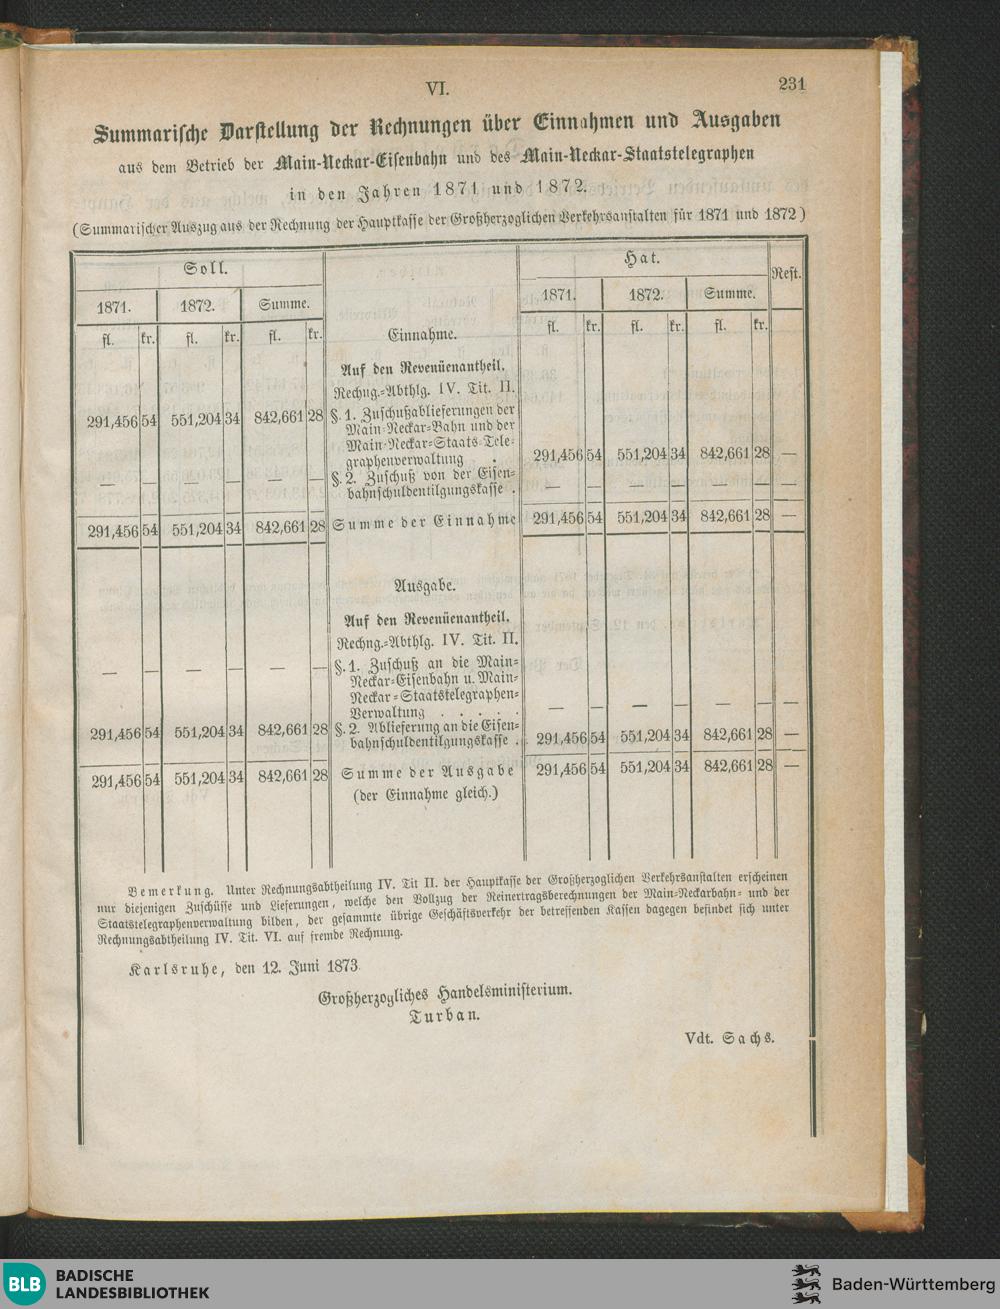 VI.
231
Summarische Darstellung der Rechnungen über Einnahmen und Ausgaben
aus dem Betrieb der Main-Neckar-Eisenbahn und des Main-Neckar-Staatstelegraphen
in den Jahren 1871 und 1872.
(Summarischer Auszug aus der Rechnung der Hauptkasse der Großherzoglichen Verkehrsanstalten für 1871 und 1872)
Soll. Hat. Rest.
1871. 1872. Summe. 1871. 1872. Summe.
fl. kr. fl. kr. fl. kr. Einnahme. fl. kr. fl. kr. fl. kr.
Auf den Revenüenantheil.
Rechng.=Abthlg. IV. Tit. II.
291,456 54 551,204 34 842,661 28 §. 1. Zuschußablieferungen der
Main=Neckar=Bahn und der
Main=Neckar=Staats=Tele=
graphenverwaltung . 291,456 54 551,204 34 842,661 28 —
— — — — — — §. 2. Zuschuß von der Eisen=
bahnschuldentilgungskasse . — — — — — — —
291,456 54 551,204 34 842,661 28 Summe der Einnahme 291,456 54 551,204 34 842,661 28 —
Ausgabe.
Auf den Revenüenantheil.
Rechng.=Abthlg. IV. Tit. II.
— — — — — — §. 1. Zuschuß an die Main=
Neckar=Eisenbahn u. Main=
Neckar=Staatstelegraphen=
Verwaltung . . . . . — — — — — — —
291,456 54 551,204 34 842,661 28 §. 2. Ablieferung an die Eisen=
bahnschuldentilgungskasse . 291,456 54 551,204 34 842,661 28 —
291,456 54 551,204 34 842,661 28 Summe der Ausgabe 291,456 54 551,204 34 842,661 28 —
(der Einnahme gleich.)
Bemerkung. Unter Rechnungsabtheilung IV. Tit II. der Hauptkasse der Großherzoglichen Verkehrsanstalten erscheinen
nur diejenigen Zuschüsse und Lieferungen, welche den Vollzug der Reinertragsberechnungen der Main=Neckarbahn= und der
Staatstelegraphenverwaltung bilden, der gesammte übrige Geschäftsverkehr der betreffenden Kassen dagegen befindet sich unter
Rechnungsabtheilung IV. Tit. VI. auf fremde Rechnung.
Karlsruhe, den 12. Juni 1873.
Großherzogliches Handelsministerium.
Turban.
Vdt. Sachs.
BLB BADISCHE
LANDESBIBLIOTHEK
Baden-Württemberg